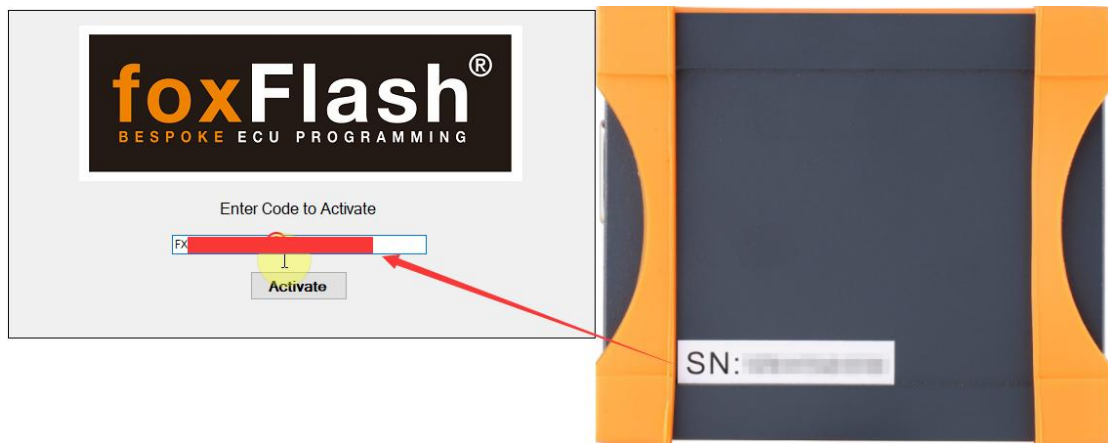 foxFlash®
BESPOKE ECU PROGRAMMING
Enter Code to Activate
FX
Activate
SN: